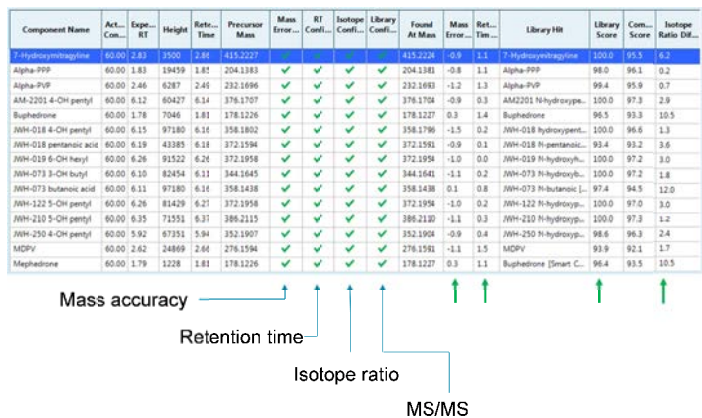 Component Name Act... Com... Expe... RT Height Rete... Time Precursor Mass Mass Error... RT Confi... Isotope Confi... Library Confi... Found At Mass Mass Error... Ret... Tim... Library Hit Library Score Com... Score Isotope Ratio Dif...
7-Hydroxymitragyline 60.00 2.83 3500 2.86 415.2227 ✓ ✓ ✓ ✓ 415.2224 -0.9 1.1 7-Hydroxymitragyline 100.0 95.5 6.2
Alpha-PPP 60.00 1.83 19459 1.85 204.1383 ✓ ✓ ✓ ✓ 204.1381 -0.8 1.1 Alpha-PPP 98.0 96.1 0.2
Alpha-PVP 60.00 2.46 6287 2.49 232.1696 ✓ ✓ ✓ ✓ 232.1693 -1.2 1.3 Alpha-PVP 99.4 95.9 0.7
AM-2201 4-OH pentyl 60.00 6.12 60427 6.14 376.1707 ✓ ✓ ✓ ✓ 376.1704 -0.9 0.3 AM2201 N-hydroxype... 100.0 97.3 2.9
Buphedrone 60.00 1.78 7046 1.81 178.1226 ✓ ✓ ✓ ✓ 178.1227 0.3 1.4 Buphedrone 96.5 93.3 10.5
JWH-018 4-OH pentyl 60.00 6.15 97180 6.16 358.1802 ✓ ✓ ✓ ✓ 358.1796 -1.5 0.2 JWH-018 hydroxypent... 100.0 96.6 1.3
JWH-018 pentanoic acid 60.00 6.19 43385 6.18 372.1594 ✓ ✓ ✓ ✓ 372.1591 -0.9 0.1 JWH-018 N-pentanoic... 93.4 93.2 3.6
JWH-019 6-OH hexyl 60.00 6.26 91522 6.26 372.1958 ✓ ✓ ✓ ✓ 372.1954 -1.0 0.0 JWH-019 N-hydroxyh... 100.0 97.2 3.0
JWH-073 3-OH butyl 60.00 6.10 82454 6.11 344.1645 ✓ ✓ ✓ ✓ 344.1641 -1.1 0.2 JWH-073 N-hydroxyb... 100.0 97.2 1.8
JWH-073 butanoic acid 60.00 6.11 97180 6.16 358.1438 ✓ ✓ ✓ ✓ 358.1438 0.1 0.8 JWH-073 N-butanoic [... 97.4 94.5 12.0
JWH-122 5-OH pentyl 60.00 6.26 81429 6.27 372.1958 ✓ ✓ ✓ ✓ 372.1954 -1.0 0.2 JWH-122 N-hydroxyp... 100.0 97.0 3.0
JWH-210 5-OH pentyl 60.00 6.35 71551 6.37 386.2115 ✓ ✓ ✓ ✓ 386.2110 -1.1 0.3 JWH-210 N-hydroxyp... 100.0 97.3 1.2
JWH-250 4-OH pentyl 60.00 5.92 67351 5.94 352.1907 ✓ ✓ ✓ ✓ 352.1904 -0.9 0.4 JWH-250 N-hydroxyp... 98.6 96.3 2.4
MDPV 60.00 2.62 24869 2.66 276.1594 ✓ ✓ ✓ ✓ 276.1591 -1.1 1.5 MDPV 93.9 92.1 1.7
Mephedrone 60.00 1.79 1228 1.81 178.1226 ✓ ✓ ✓ ✓ 178.1227 0.3 1.1 Buphedrone [Smart C... 96.4 93.5 10.5
Mass accuracy
Retention time
Isotope ratio
MS/MS